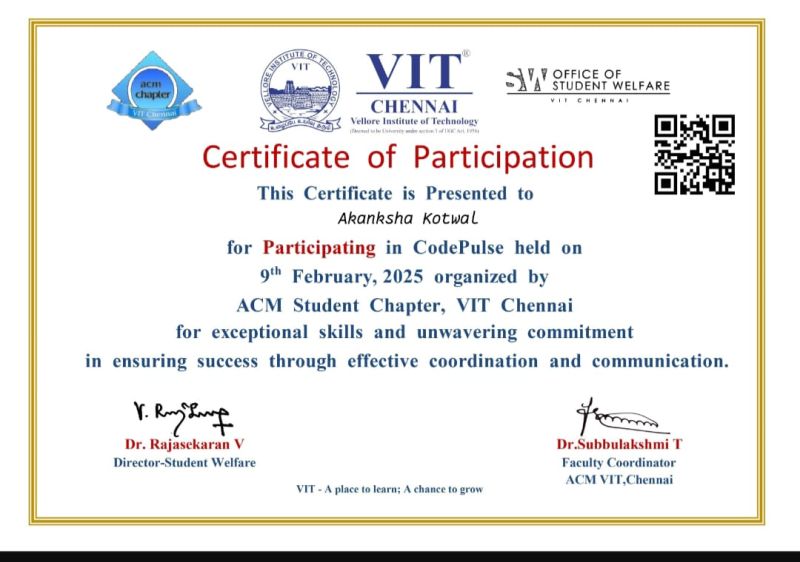 acm
chapter
VIT Chennai
VELLORE INSTITUTE OF TECHNOLOGY
VIT
VIT®
CHENNAI
Vellore Institute of Technology
(Deemed to be University under section 3 of UGC Act, 1956)
SW OFFICE OF
STUDENT WELFARE
VIT CHENNAI
Certificate of Participation
This Certificate is Presented to
Akanksha Kotwal
for Participating in CodePulse held on
9th February, 2025 organized by
ACM Student Chapter, VIT Chennai
for exceptional skills and unwavering commitment
in ensuring success through effective coordination and communication.
Dr. Rajasekaran V
Director-Student Welfare
Dr.Subbulakshmi T
Faculty Coordinator
ACM VIT,Chennai
VIT - A place to learn; A chance to grow